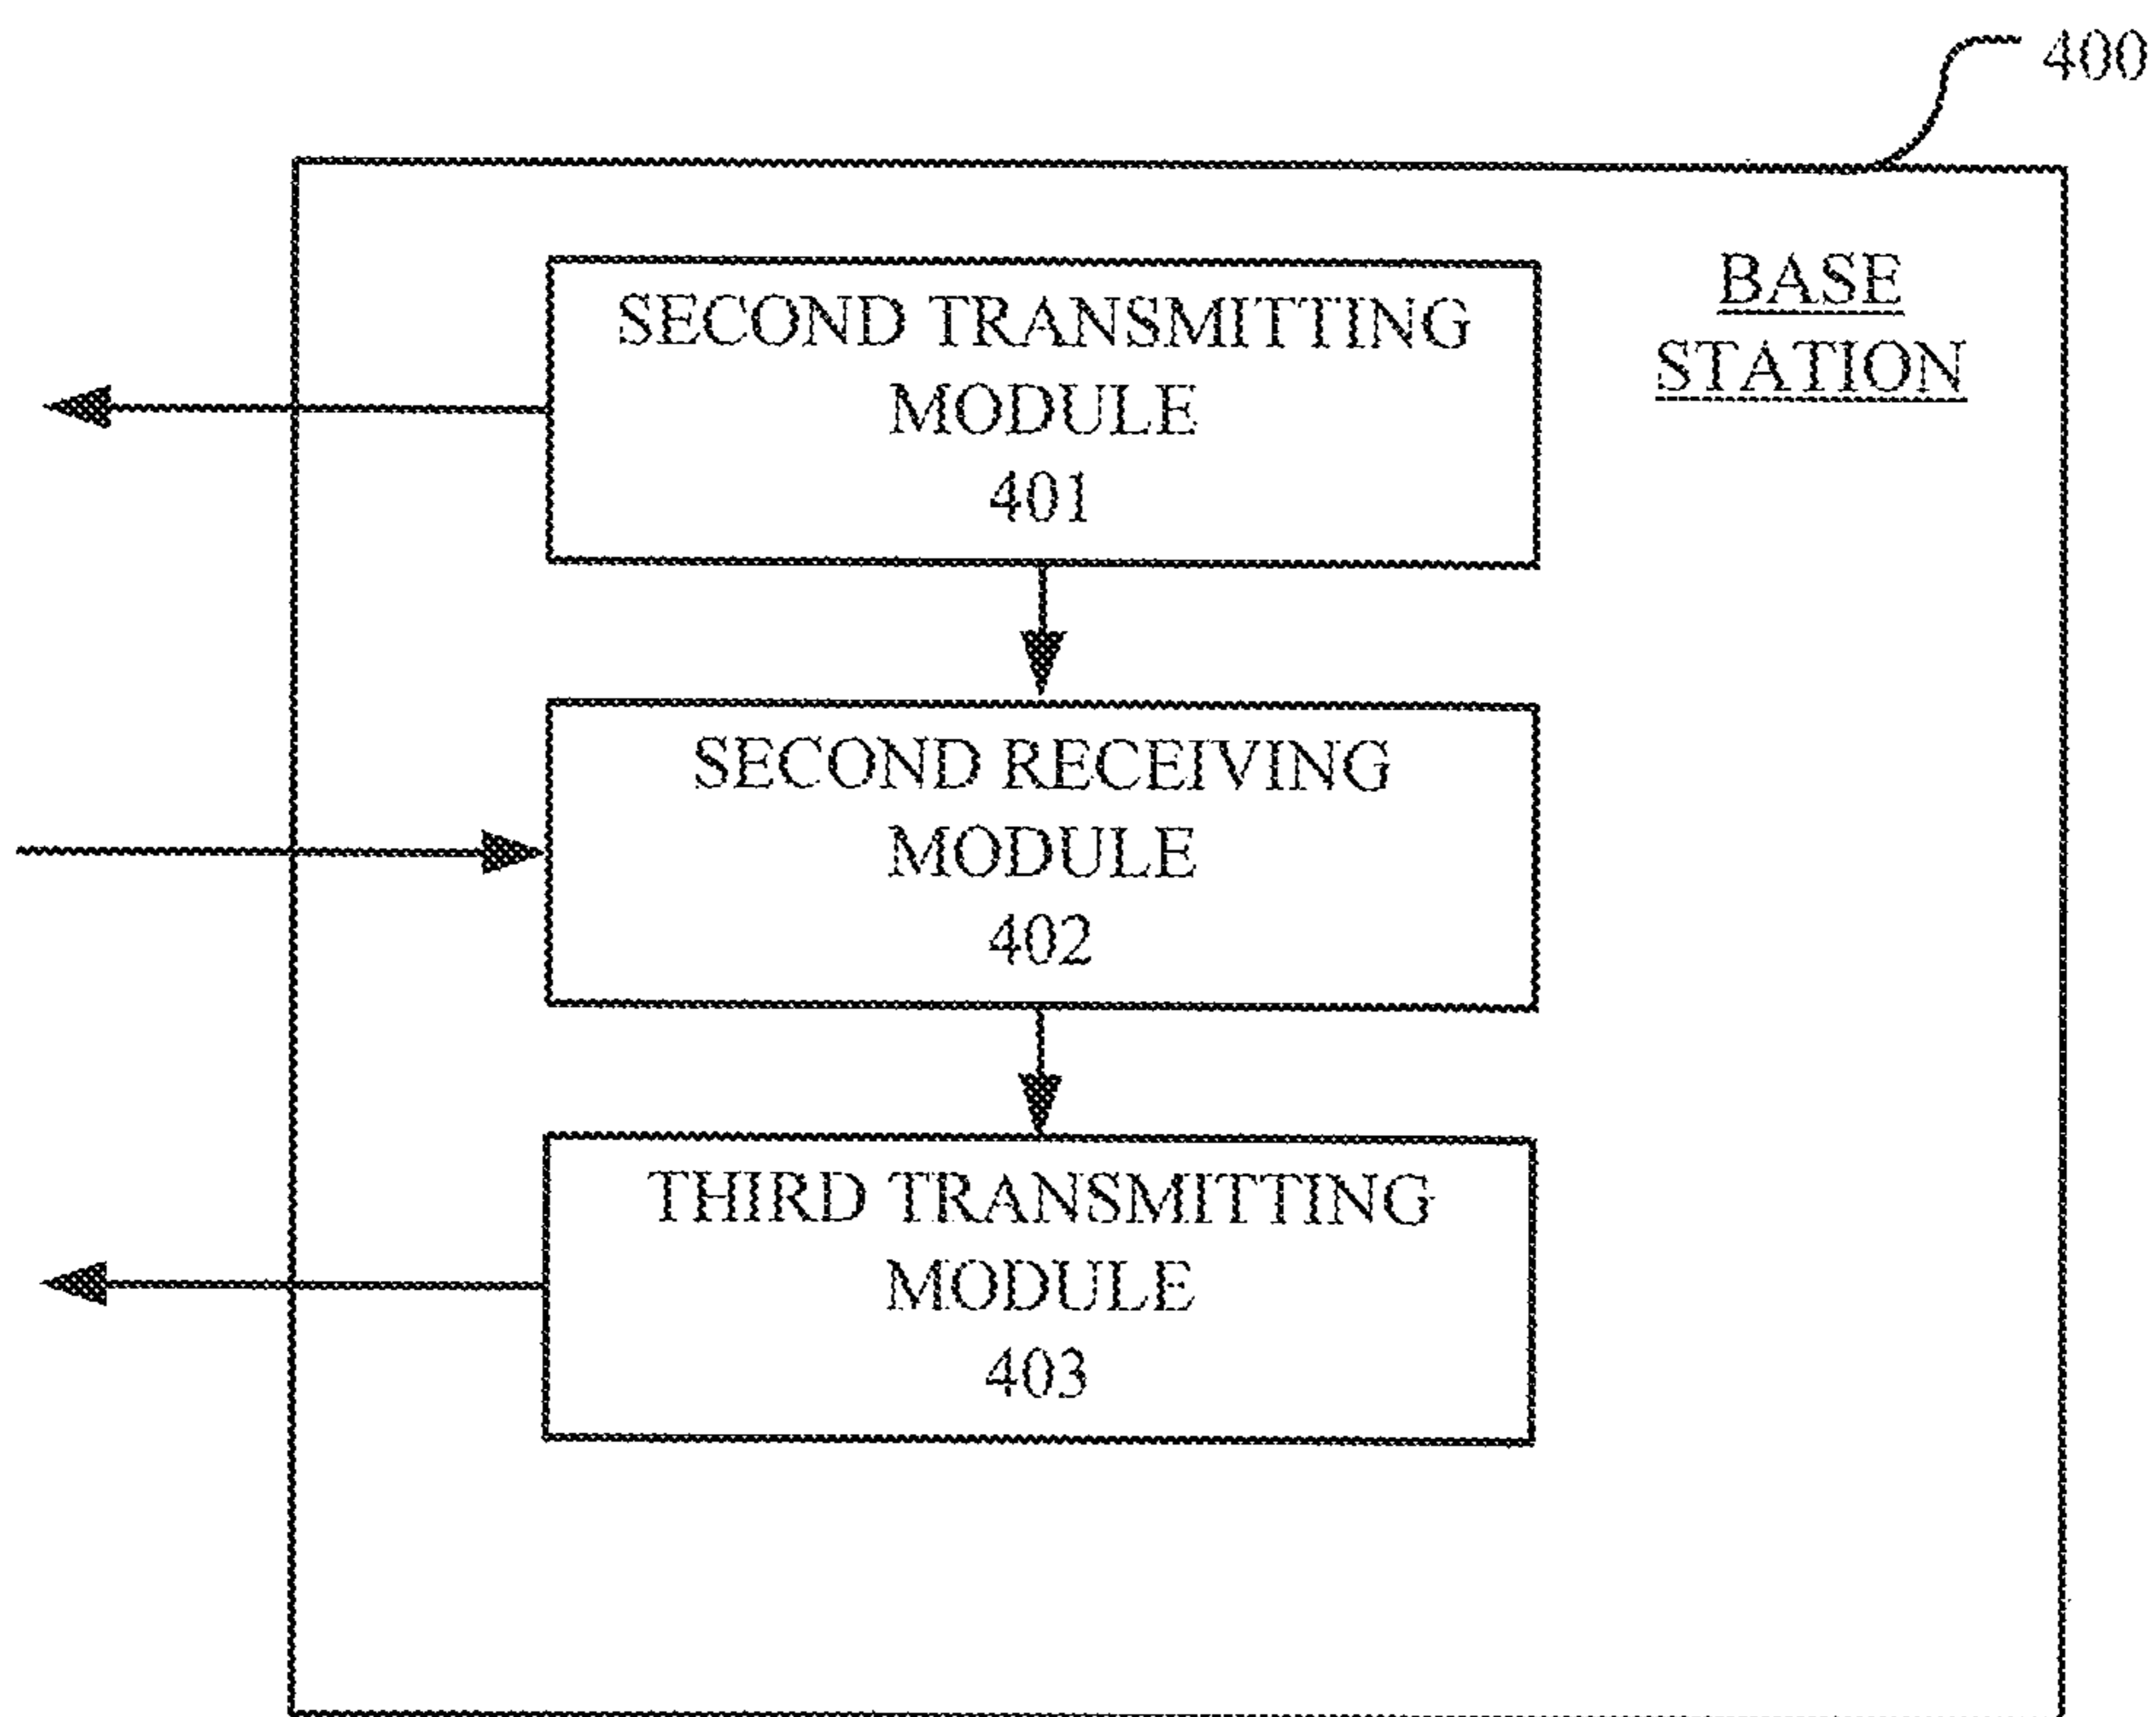 400
BASE
STATION
SECOND TRANSMITTING
MODULE
401
SECOND RECEIVING
MODULE
402
THIRD TRANSMITTING
MODULE
403